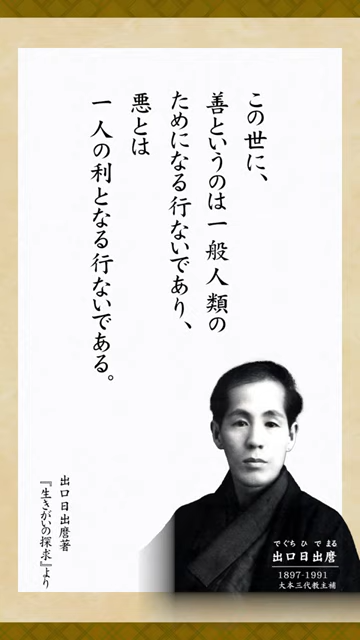 この世に、
善というのは一般人類の
ためになる行ないであり、
悪とは
一人の利となる行ないである。
出口日出麿著
『生きがいの探求』より
でぐち ひ で まる
出口日出麿
1897-1991
大本三代教主補